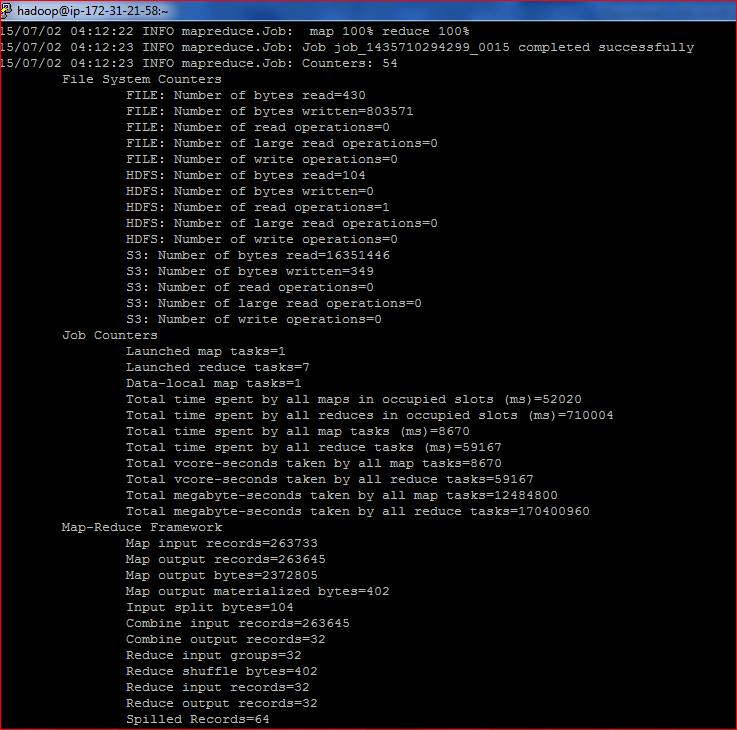 hadoop@ip-172-31-21-58:~
15/07/02 04:12:22 INFO mapreduce.Job:  map 100% reduce 100%
15/07/02 04:12:23 INFO mapreduce.Job: Job job_1435710294299_0015 completed successfully
15/07/02 04:12:23 INFO mapreduce.Job: Counters: 54
File System Counters
FILE: Number of bytes read=430
FILE: Number of bytes written=803571
FILE: Number of read operations=0
FILE: Number of large read operations=0
FILE: Number of write operations=0
HDFS: Number of bytes read=104
HDFS: Number of bytes written=0
HDFS: Number of read operations=1
HDFS: Number of large read operations=0
HDFS: Number of write operations=0
S3: Number of bytes read=16351446
S3: Number of bytes written=349
S3: Number of read operations=0
S3: Number of large read operations=0
S3: Number of write operations=0
Job Counters
Launched map tasks=1
Launched reduce tasks=7
Data-local map tasks=1
Total time spent by all maps in occupied slots (ms)=52020
Total time spent by all reduces in occupied slots (ms)=710004
Total time spent by all map tasks (ms)=8670
Total time spent by all reduce tasks (ms)=59167
Total vcore-seconds taken by all map tasks=8670
Total vcore-seconds taken by all reduce tasks=59167
Total megabyte-seconds taken by all map tasks=12484800
Total megabyte-seconds taken by all reduce tasks=170400960
Map-Reduce Framework
Map input records=263733
Map output records=263645
Map output bytes=2372805
Map output materialized bytes=402
Input split bytes=104
Combine input records=263645
Combine output records=32
Reduce input groups=32
Reduce shuffle bytes=402
Reduce input records=32
Reduce output records=32
Spilled Records=64